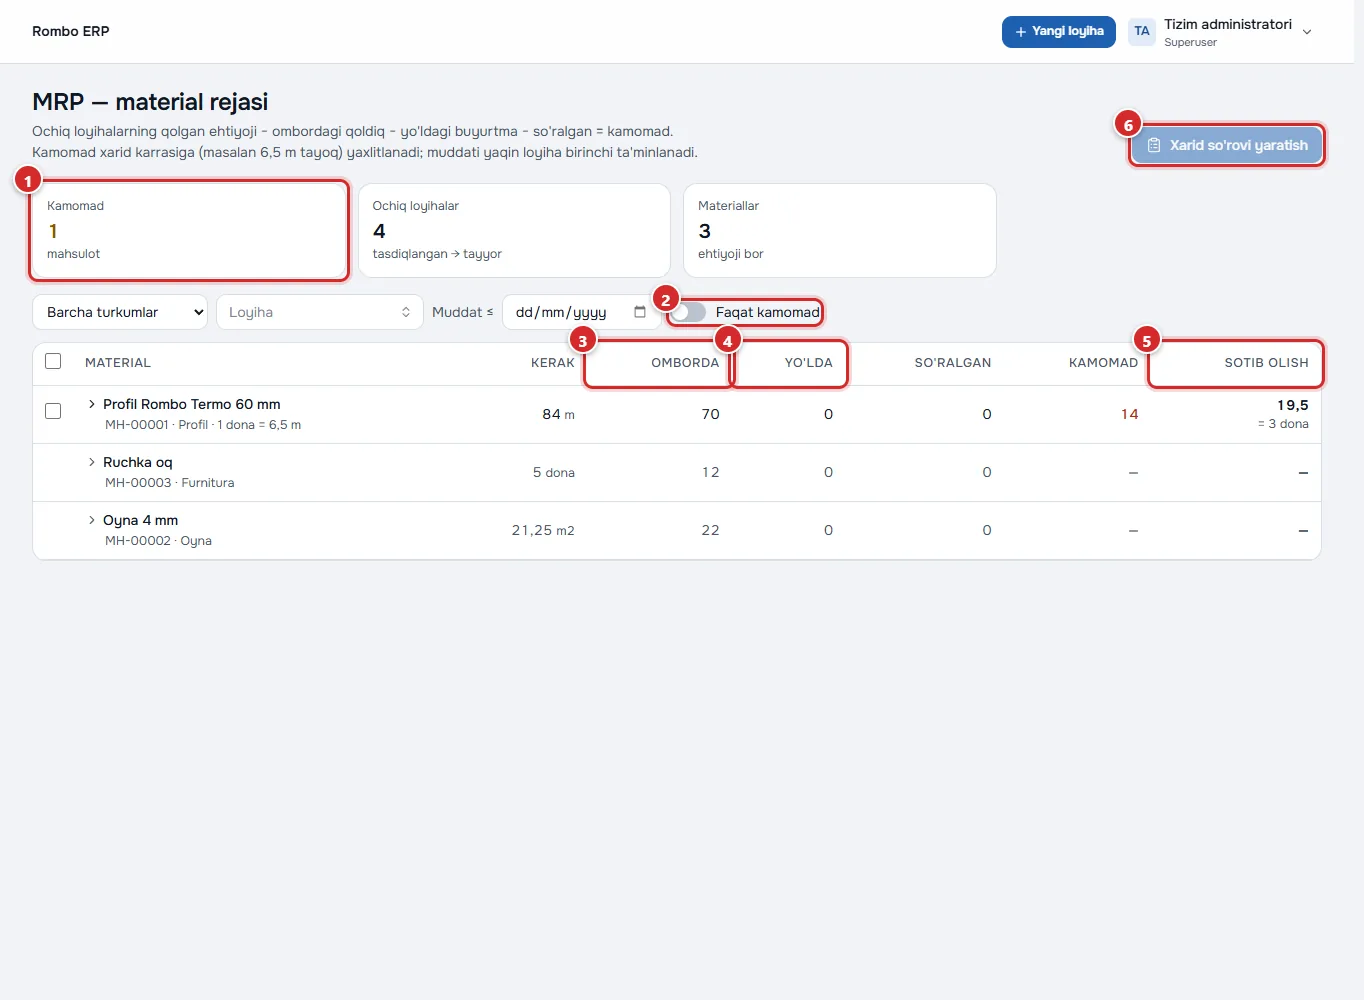 Rombo ERP
+ Yangi loyiha
TA
Tizim administratori
Superuser
MRP — material rejasi
Ochiq loyihalarning qolgan ehtiyoji − ombordagi qoldiq − yo'ldagi buyurtma − so'ralgan = kamomad.
Kamomad xarid karrasiga (masalan 6,5 m tayoq) yaxlitlanadi; muddati yaqin loyiha birinchi ta'minlanadi.
6
Xarid so'rovi yaratish
1
Kamomad
1
mahsulot
Ochiq loyihalar
4
tasdiqlangan → tayyor
Materiallar
3
ehtiyoji bor
Barcha turkumlar
Loyiha
Muddat ≤
dd/mm/yyyy
2
Faqat kamomad
3
4
5
MATERIAL KERAK OMBORDA YO'LDA SO'RALGAN KAMOMAD SOTIB OLISH
Profil Rombo Termo 60 mm 84 m 70 0 0 14 19,5
MH-00001 · Profil · 1 dona = 6,5 m = 3 dona
Ruchka oq 5 dona 12 0 0 — —
MH-00003 · Furnitura
Oyna 4 mm 21,25 m2 22 0 0 — —
MH-00002 · Oyna